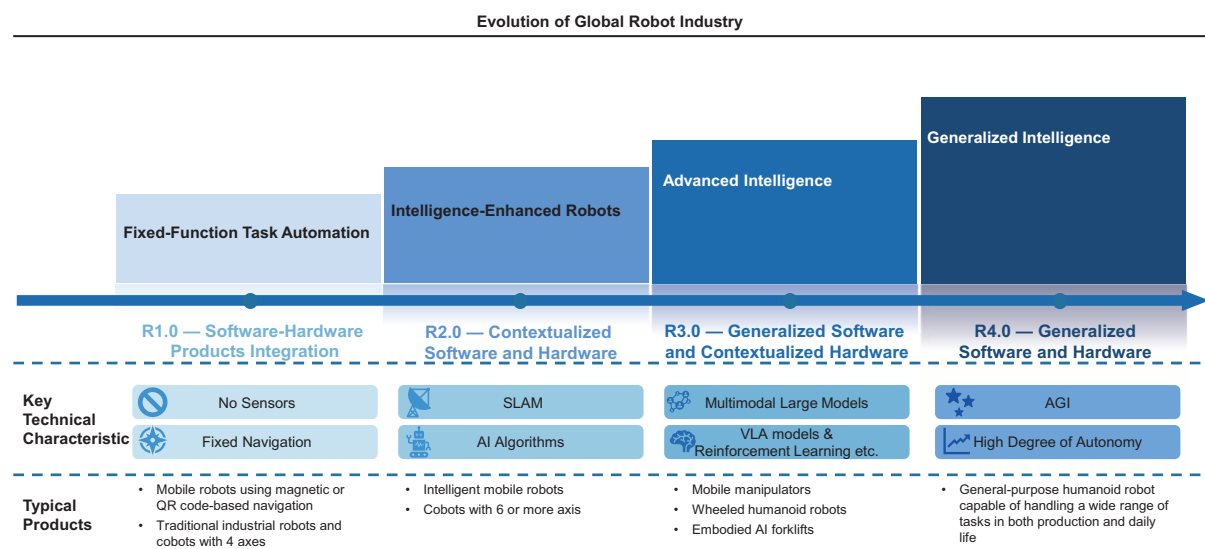 Evolution of Global Robot Industry
Fixed-Function Task Automation
Intelligence-Enhanced Robots
Advanced Intelligence
Generalized Intelligence
R1.0 — Software-Hardware
Products Integration
R2.0 — Contextualized
Software and Hardware
R3.0 — Generalized Software
and Contextualized Hardware
R4.0 — Generalized
Software and Hardware
Key
Technical
Characteristic
No Sensors
Fixed Navigation
SLAM
AI Algorithms
Multimodal Large Models
VLA models &
Reinforcement Learning etc.
AGI
High Degree of Autonomy
Typical
Products
• Mobile robots using magnetic or
QR code-based navigation
• Traditional industrial robots and
cobots with 4 axes
• Intelligent mobile robots
• Cobots with 6 or more axis
• Mobile manipulators
• Wheeled humanoid robots
• Embodied AI forklifts
• General-purpose humanoid robot
capable of handling a wide range of
tasks in both production and daily
life